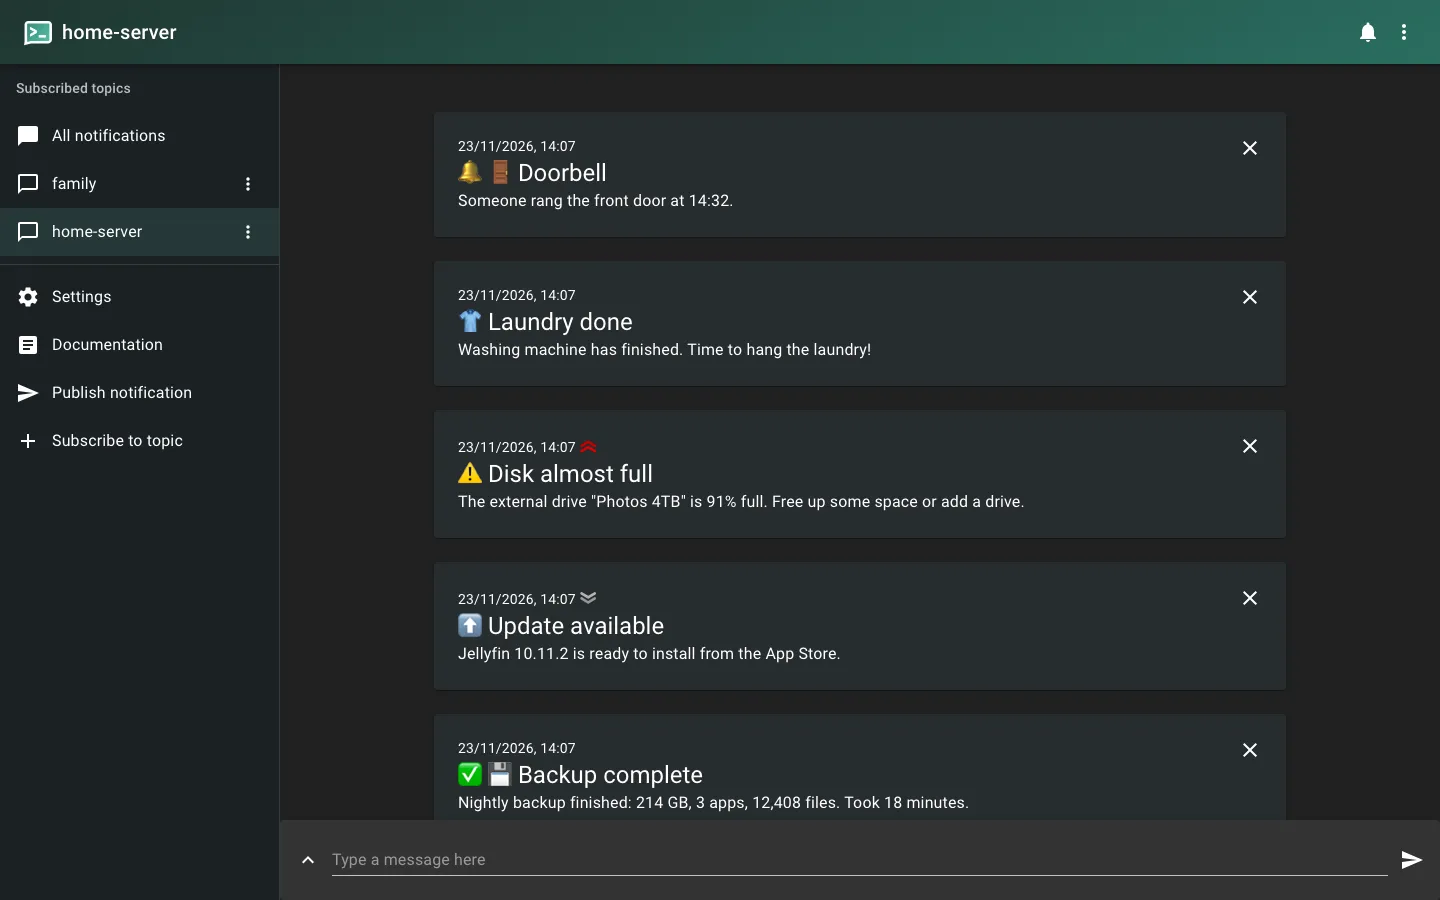 home-server
Subscribed topics
All notifications
family
home-server
Settings
Documentation
Publish notification
Subscribe to topic
23/11/2026, 14:07
Doorbell
Someone rang the front door at 14:32.
23/11/2026, 14:07
Laundry done
Washing machine has finished. Time to hang the laundry!
23/11/2026, 14:07
Disk almost full
The external drive "Photos 4TB" is 91% full. Free up some space or add a drive.
23/11/2026, 14:07
Update available
Jellyfin 10.11.2 is ready to install from the App Store.
23/11/2026, 14:07
Backup complete
Nightly backup finished: 214 GB, 3 apps, 12,408 files. Took 18 minutes.
Type a message here